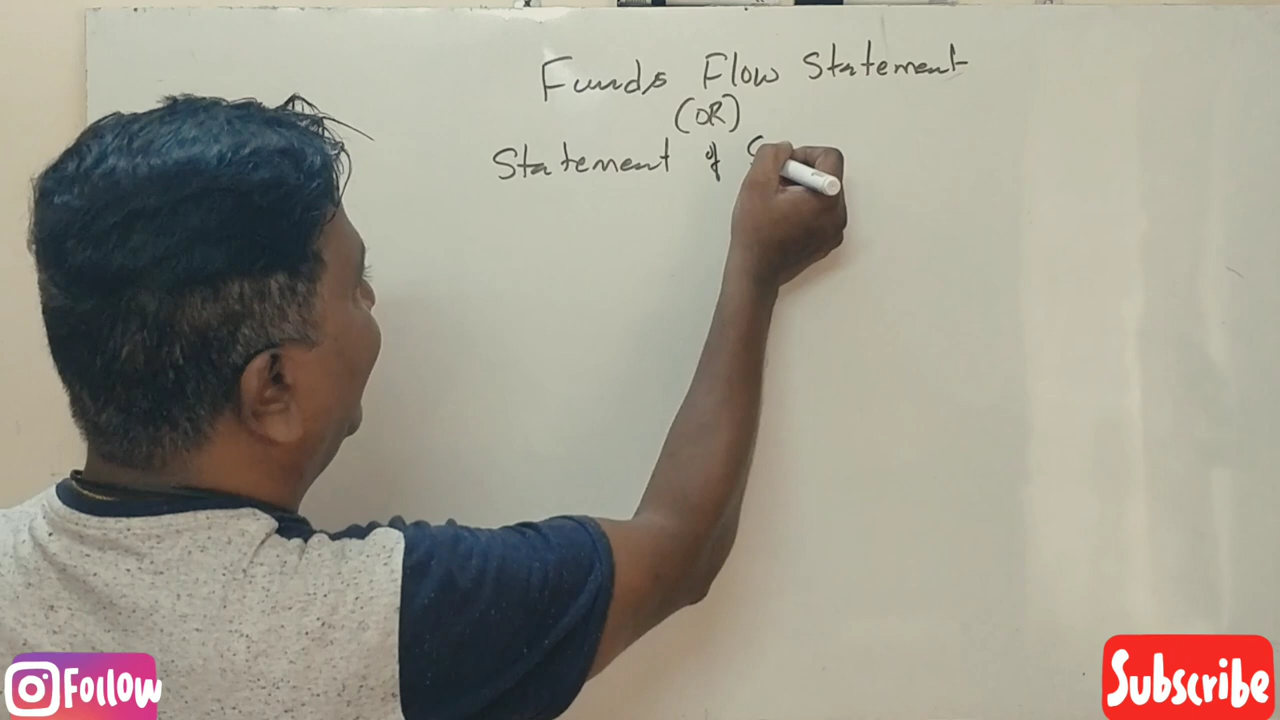 Funds Flow Statement
(OR)
Statement of S
Follow
Subscribe